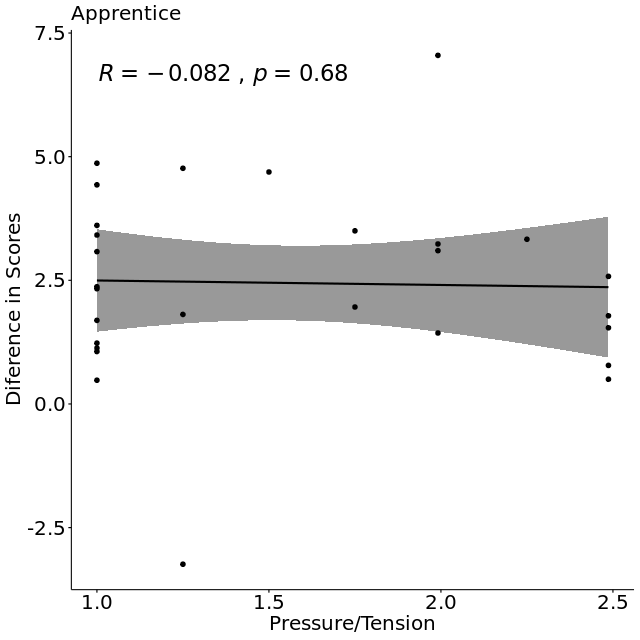 Apprentice
R = −0.082 , p = 0.68
7.5
5.0
2.5
0.0
-2.5
Diference in Scores
1.0 1.5 2.0 2.5
Pressure/Tension